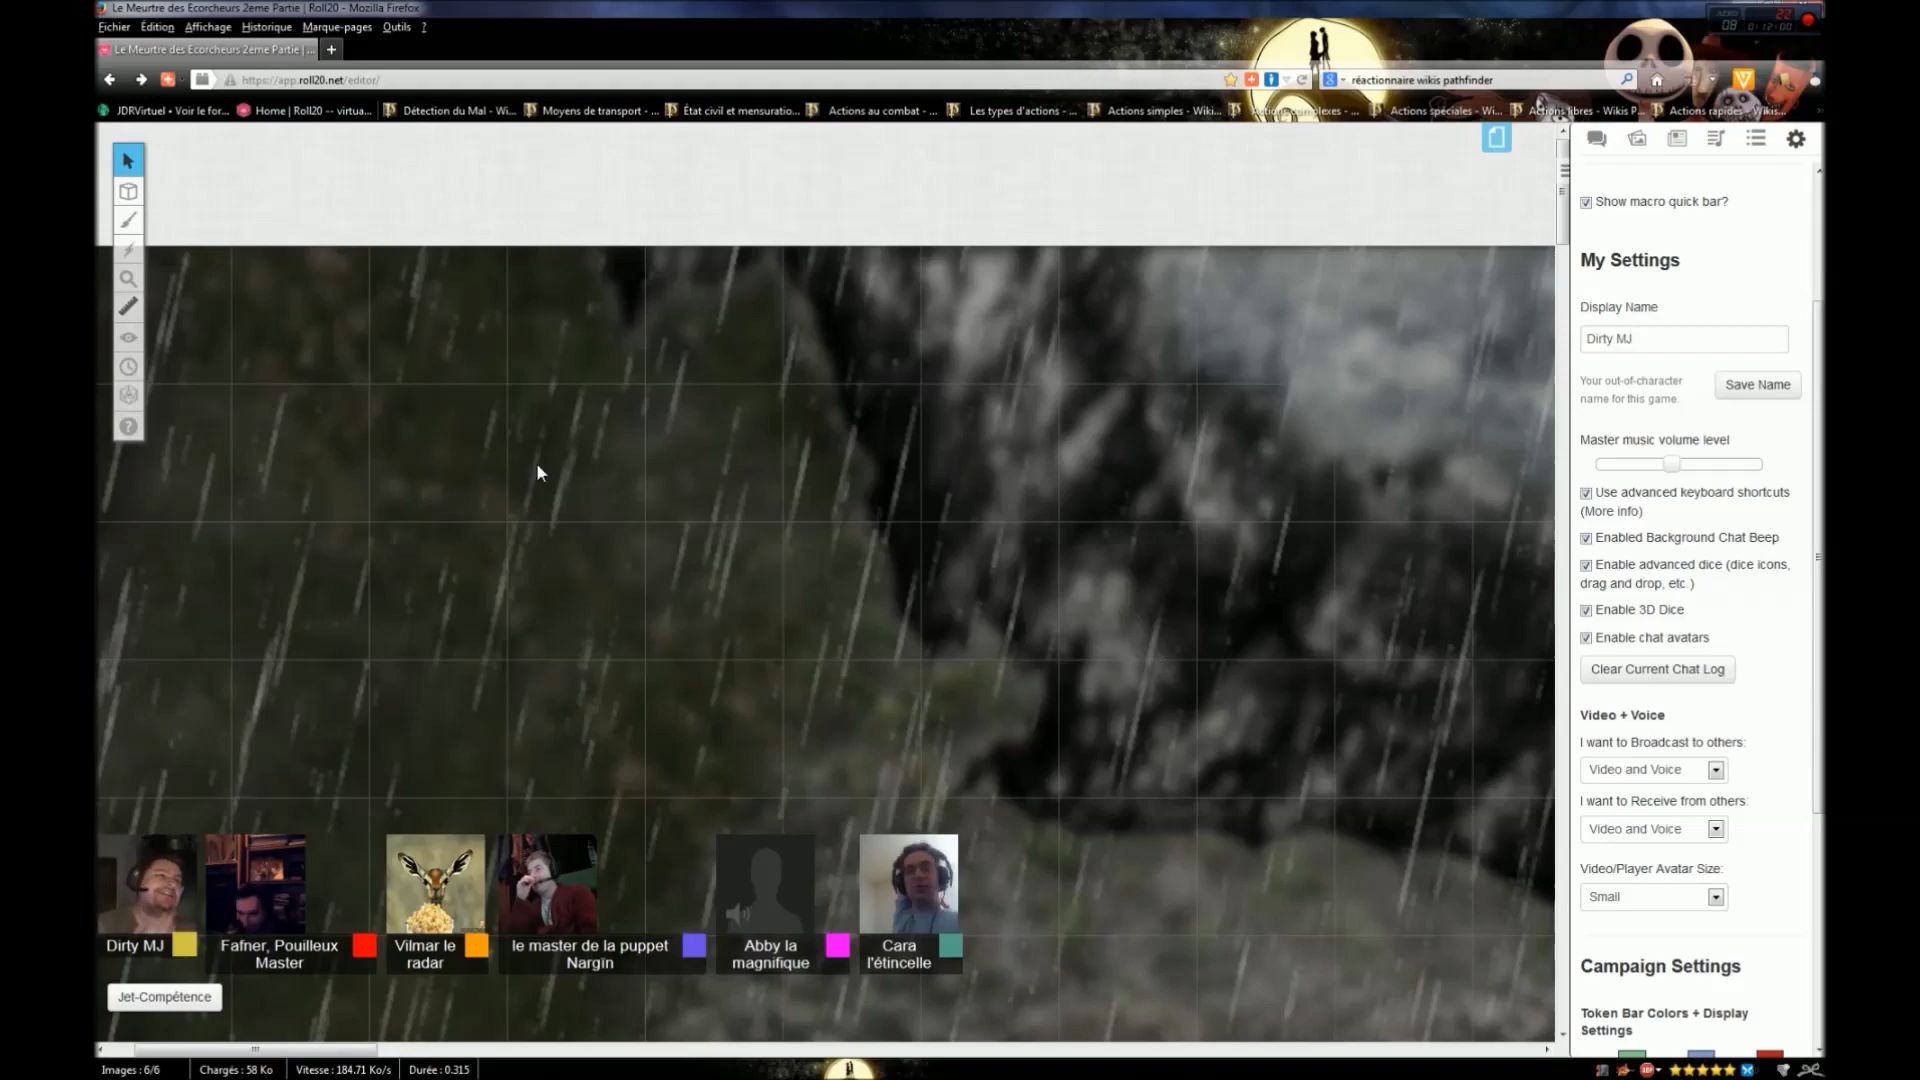 Le Meurtre des Ecorcheurs 2eme Partie | Roll20 - Mozilla Firefox
Fichier Édition Affichage Historique Marque-pages Outils ?
Le Meurtre des Ecorcheurs 2eme Partie | ... +
https://app.roll20.net/editor/
réactionnaire wikis pathfinder
JDRVirtuel • Voir le for... Home | Roll20 -- virtua... Détection du Mal - Wi... Moyens de transport - ... État civil et mensuratio... Actions au combat - ... Les types d'actions - ... Actions simples - Wiki... Actions complexes - ... Actions spéciales - Wi... Actions libres - Wikis P... Actions rapides - Wikis...
Show macro quick bar?
My Settings
Display Name
Dirty MJ
Your out-of-character
name for this game.
Save Name
Master music volume level
Use advanced keyboard shortcuts
(More info)
Enabled Background Chat Beep
Enable advanced dice (dice icons,
drag and drop, etc.)
Enable 3D Dice
Enable chat avatars
Clear Current Chat Log
Video + Voice
I want to Broadcast to others:
Video and Voice
I want to Receive from others:
Video and Voice
Video/Player Avatar Size:
Small
Campaign Settings
Token Bar Colors + Display
Settings
Dirty MJ
Fafner, Pouilleux
Master
Vilmar le
radar
le master de la puppet
Nargïn
Abby la
magnifique
Cara
l'étincelle
Jet-Compétence
Images : 6/6 Chargés : 58 Ko Vitesse : 184.71 Ko/s Durée : 0.315